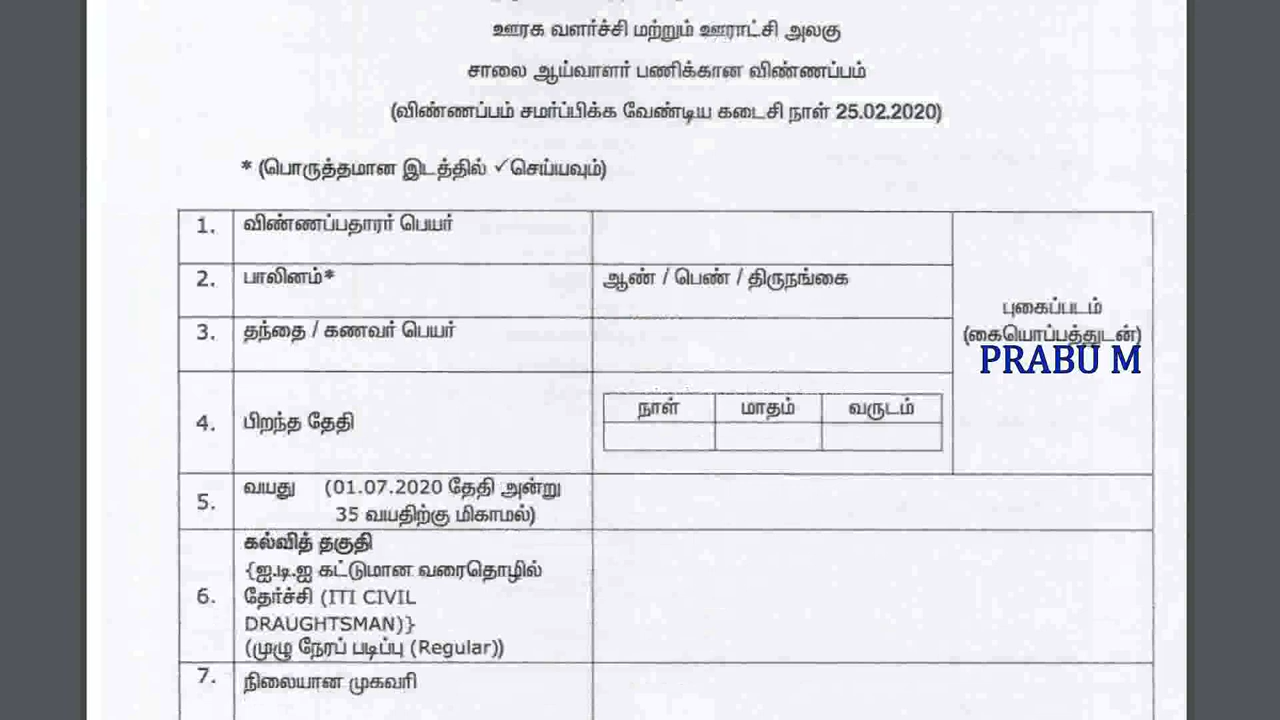 ஊரக வளர்ச்சி மற்றும் ஊராட்சி அலகு
சாலை ஆய்வாளர் பணிக்கான விண்ணப்பம்
(விண்ணப்பம் சமர்ப்பிக்க வேண்டிய கடைசி நாள் 25.02.2020)
* (பொருத்தமான இடத்தில் ✓செய்யவும்)
1. விண்ணப்பதாரர் பெயர்
2. பாலினம்* ஆண் / பெண் / திருநங்கை
3. தந்தை / கணவர் பெயர்
புகைப்படம்
(கையொப்பத்துடன்)
PRABU M
4. பிறந்த தேதி
நாள் மாதம் வருடம்
5. வயது (01.07.2020 தேதி அன்று
35 வயதிற்கு மிகாமல்)
6. கல்வித் தகுதி
{ஐ.டி.ஐ கட்டுமான வரைதொழில்
தேர்ச்சி (ITI CIVIL
DRAUGHTSMAN)}
(முழு நேரப் படிப்பு (Regular))
7. நிலையான முகவரி